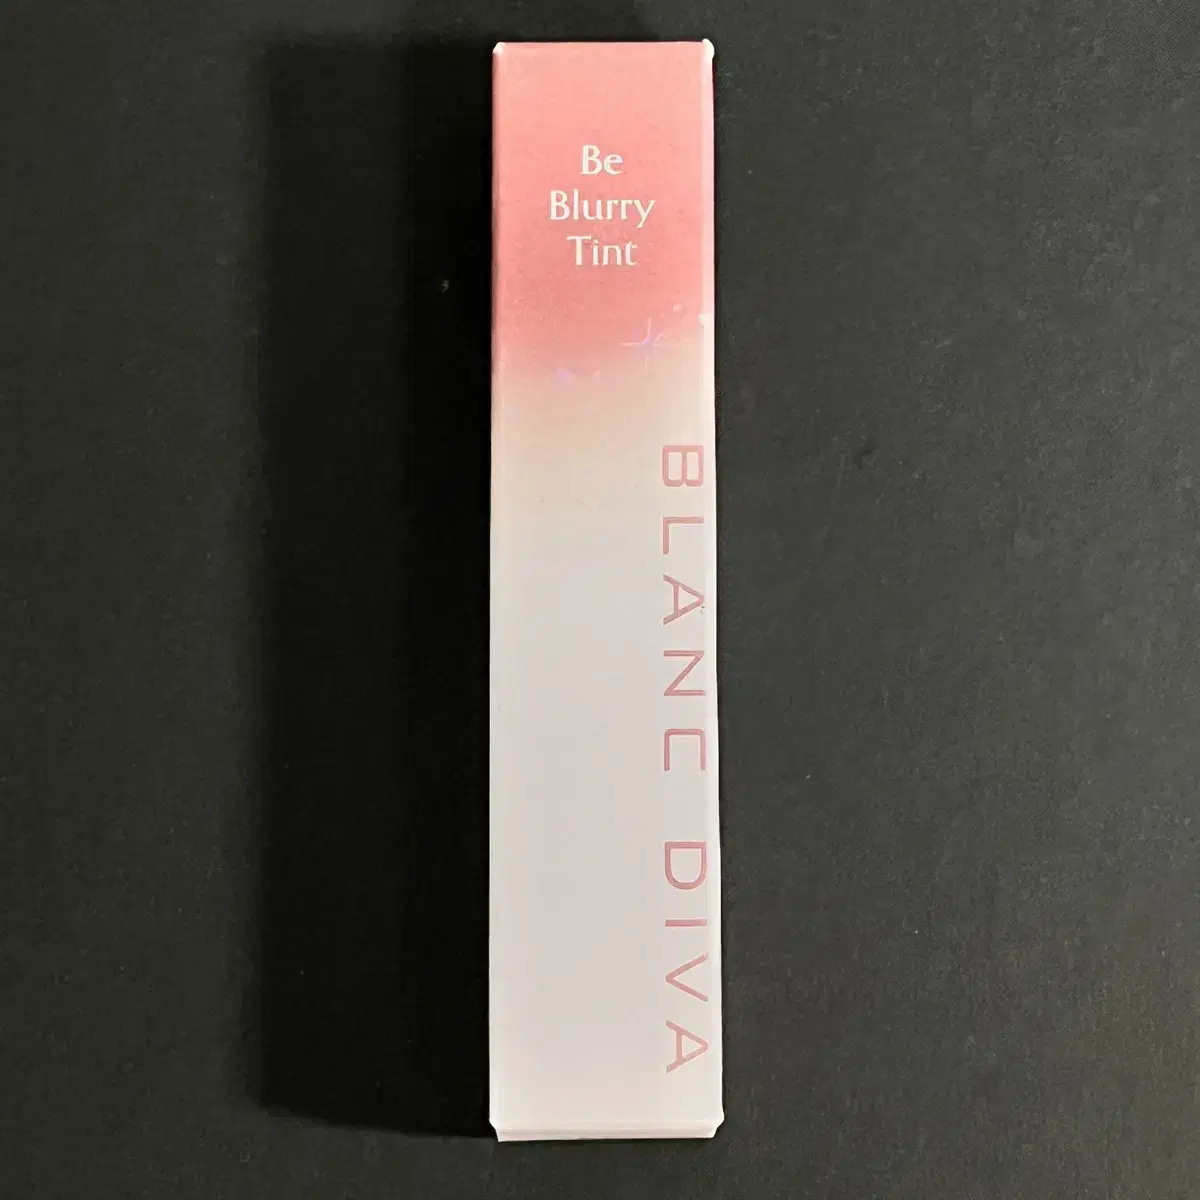 Be
Blurry
Tint
BLANC DIVA